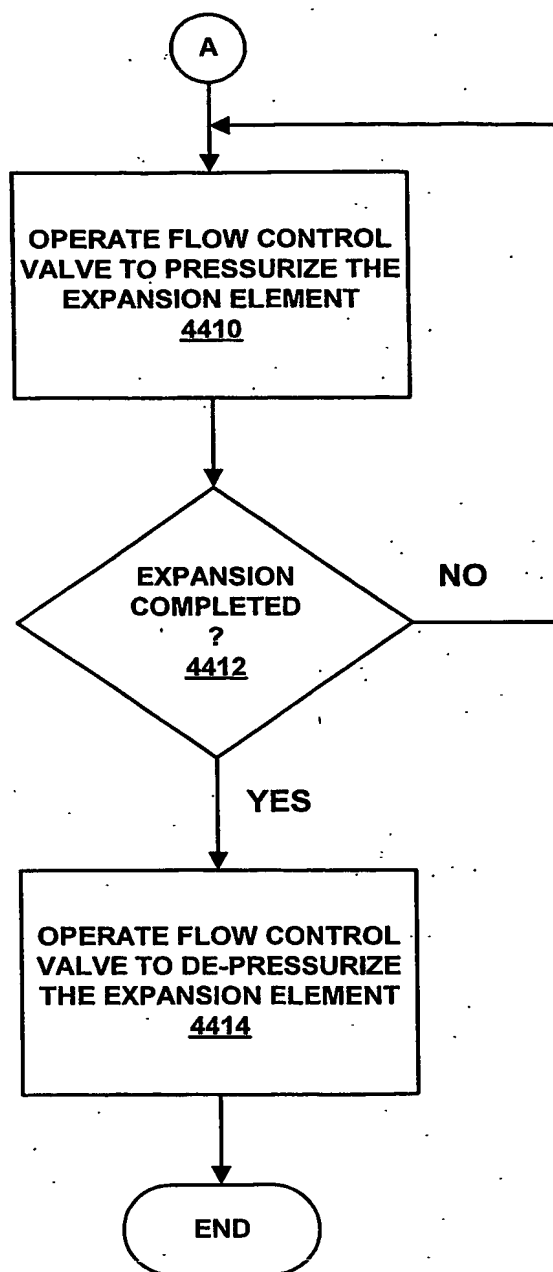 A
OPERATE FLOW CONTROL
VALVE TO PRESSURIZE THE
EXPANSION ELEMENT
4410
EXPANSION
COMPLETED
?
4412
NO
YES
OPERATE FLOW CONTROL
VALVE TO DE-PRESSURIZE
THE EXPANSION ELEMENT
4414
END